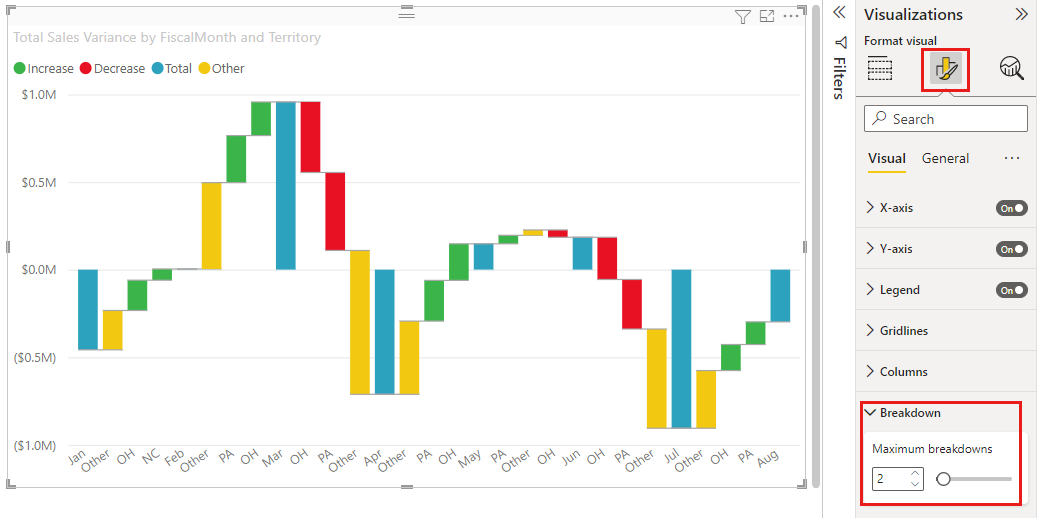 Total Sales Variance by FiscalMonth and Territory
Increase Decrease Total Other
$1.0M
$0.5M
$0.0M
($0.5M)
($1.0M)
Jan Other OH NC Feb Other PA OH Mar OH PA Other Apr Other PA OH May PA Other OH Jun OH PA Other Jul Other OH PA Aug
Filters
Visualizations
Format visual
Search
Visual General
X-axis On
Y-axis On
Legend On
Gridlines
Columns
Breakdown
Maximum breakdowns
2